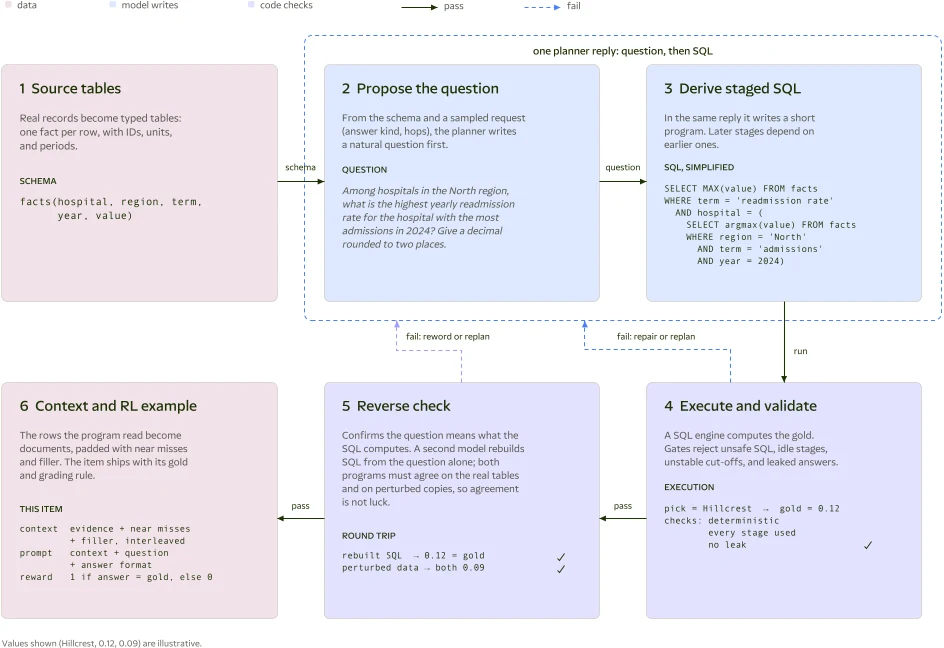 data
model writes
code checks
pass
fail
one planner reply: question, then SQL
1 Source tables
Real records become typed tables:
one fact per row, with IDs, units,
and periods.
SCHEMA
facts(hospital, region, term,
year, value)
schema
2 Propose the question
From the schema and a sampled request
(answer kind, hops), the planner writes
a natural question first.
QUESTION
Among hospitals in the North region,
what is the highest yearly readmission
rate for the hospital with the most
admissions in 2024? Give a decimal
rounded to two places.
question
3 Derive staged SQL
In the same reply it writes a short
program. Later stages depend on
earlier ones.
SQL, SIMPLIFIED
SELECT MAX(value) FROM facts
WHERE term = 'readmission rate'
AND hospital = (
SELECT argmax(value) FROM facts
WHERE region = 'North'
AND term = 'admissions'
AND year = 2024)
fail: reword or replan
fail: repair or replan
run
6 Context and RL example
The rows the program read become
documents, padded with near misses
and filler. The item ships with its gold
and grading rule.
THIS ITEM
context evidence + near misses
+ filler, interleaved
prompt context + question
+ answer format
reward 1 if answer = gold, else 0
pass
5 Reverse check
Confirms the question means what the
SQL computes. A second model rebuilds
SQL from the question alone; both
programs must agree on the real tables
and on perturbed copies, so agreement
is not luck.
ROUND TRIP
rebuilt SQL → 0.12 = gold ✓
perturbed data → both 0.09 ✓
pass
4 Execute and validate
A SQL engine computes the gold.
Gates reject unsafe SQL, idle stages,
unstable cut-offs, and leaked answers.
EXECUTION
pick = Hillcrest → gold = 0.12
checks: deterministic
every stage used
no leak ✓
Values shown (Hillcrest, 0.12, 0.09) are illustrative.